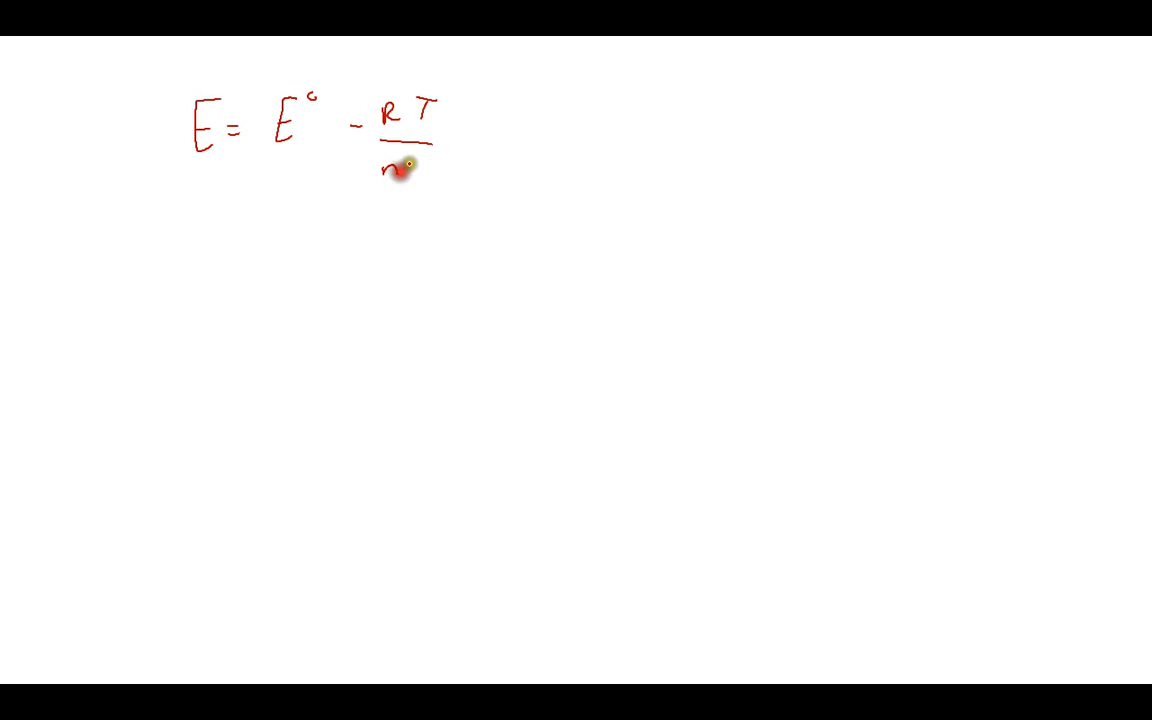 E = E° - RT/n